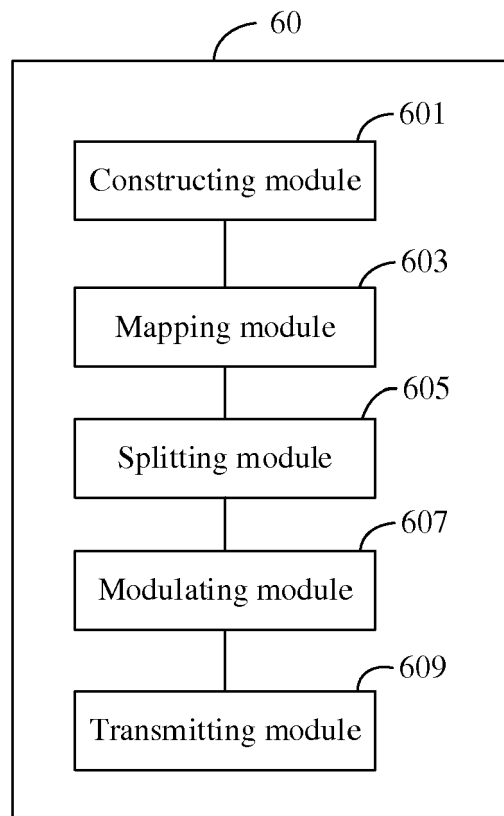 60
601
Constructing module
603
Mapping module
605
Splitting module
607
Modulating module
609
Transmitting module